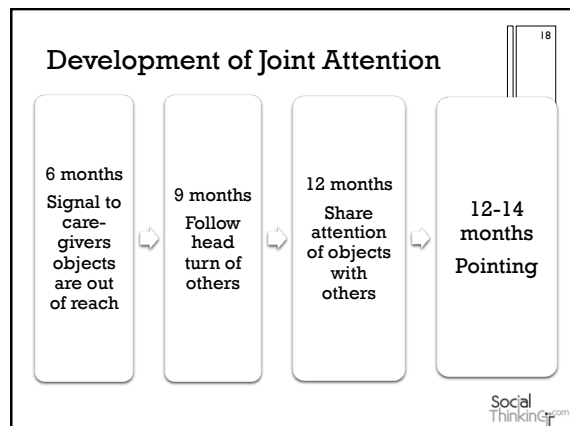 18
Development of Joint Attention
6 months
Signal to
care-
givers
objects
are out
of reach
9 months
Follow
head
turn of
others
12 months
Share
attention
of objects
with
others
12-14
months
Pointing
Social
Thinking.com